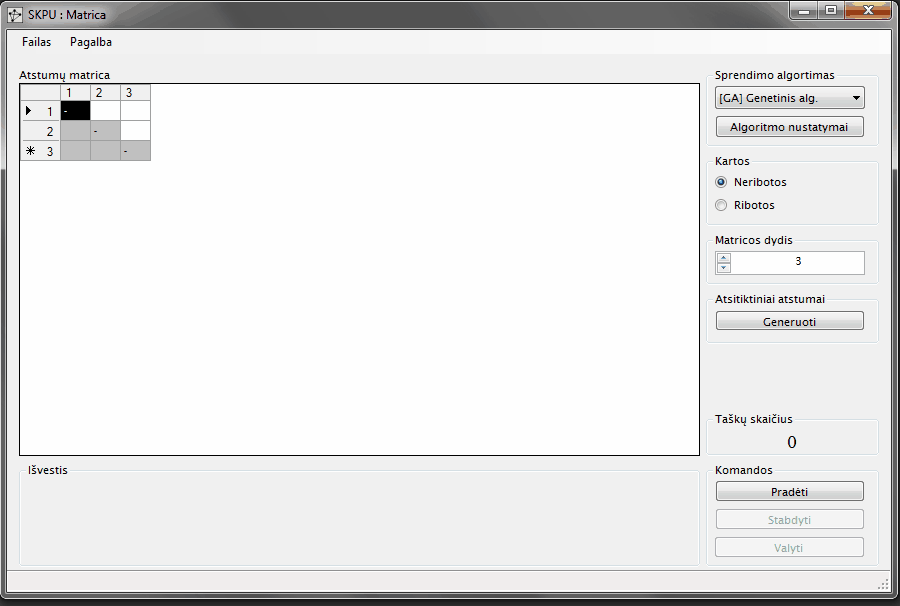 SKPU : Matrica
Failas Pagalba
Atstumų matrica
1 2 3
1 -
2 -
3 -
Išvestis
Sprendimo algortimas
[GA] Genetinis alg.
Algoritmo nustatymai
Kartos
Neribotos
Ribotos
Matricos dydis
3
Atsitiktiniai atstumai
Generuoti
Taškų skaičius
0
Komandos
Pradėti
Stabdyti
Valyti